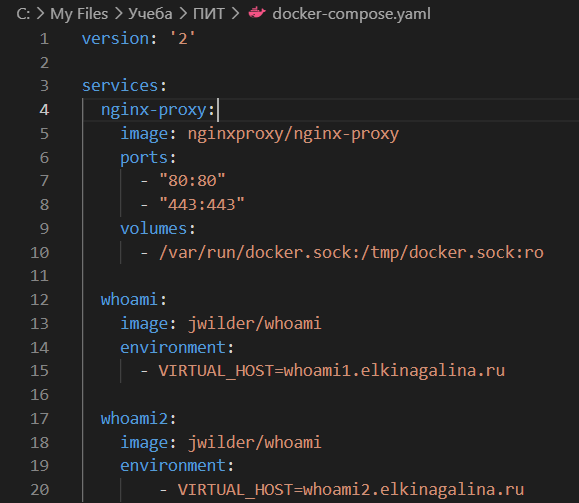 C: > My Files > Учеба > ПИТ > docker-compose.yaml
1 version: '2'
2
3 services:
4   nginx-proxy:
5     image: nginxproxy/nginx-proxy
6     ports:
7       - "80:80"
8       - "443:443"
9     volumes:
10       - /var/run/docker.sock:/tmp/docker.sock:ro
11
12   whoami:
13     image: jwilder/whoami
14     environment:
15       - VIRTUAL_HOST=whoami1.elkinagalina.ru
16
17   whoami2:
18     image: jwilder/whoami
19     environment:
20         - VIRTUAL_HOST=whoami2.elkinagalina.ru